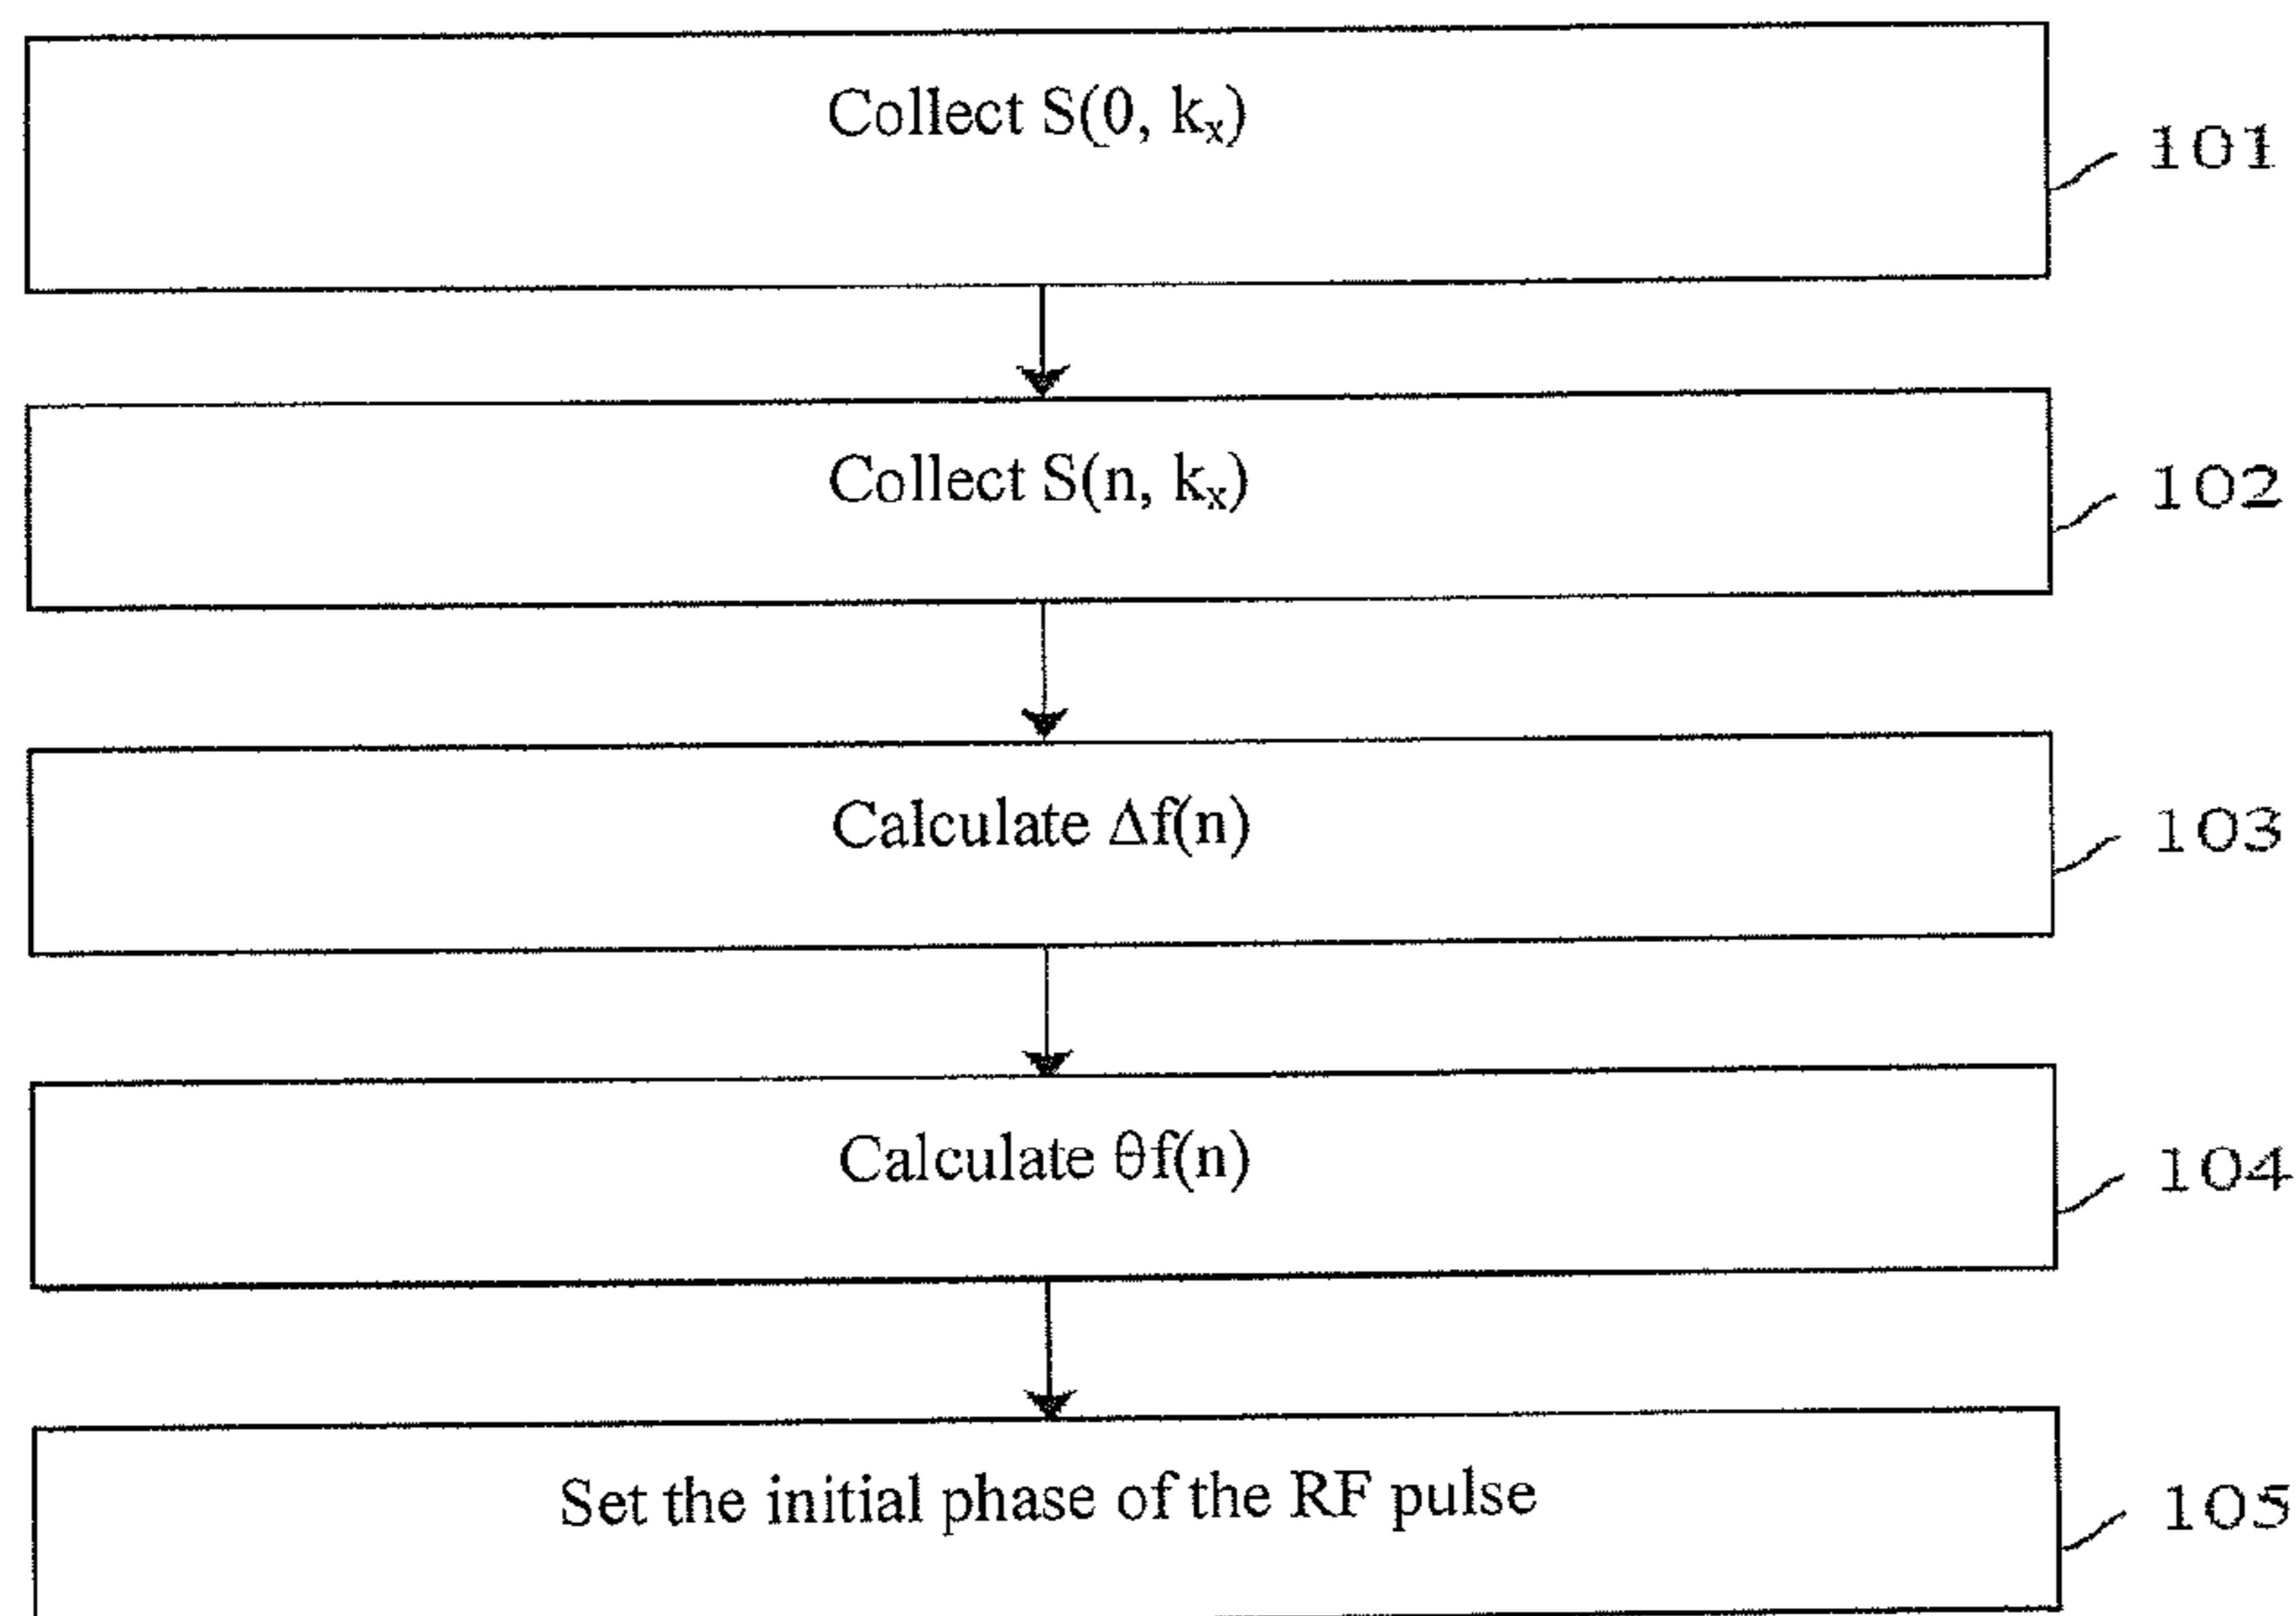 Collect S(0, kₓ)
101
Collect S(n, kₓ)
102
Calculate Δf(n)
103
Calculate θf(n)
104
Set the initial phase of the RF pulse
105